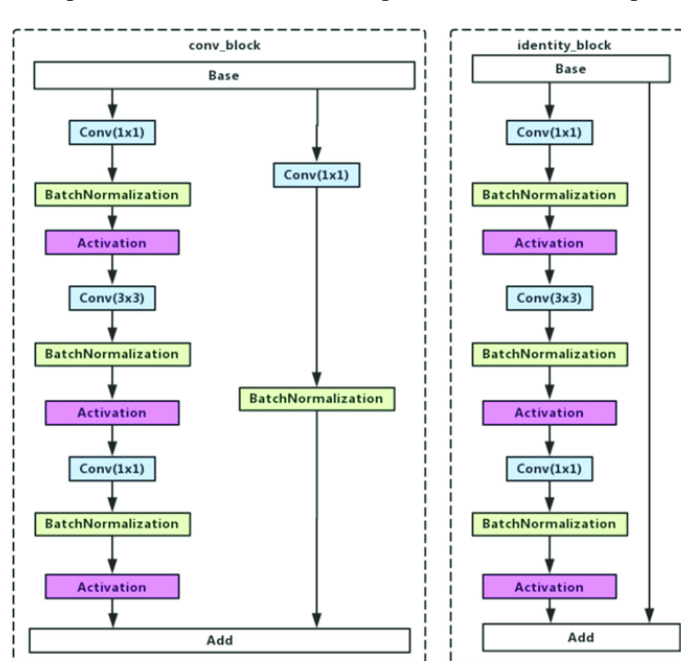 conv_block
Base
Conv(1x1)
BatchNormalization
Activation
Conv(3x3)
BatchNormalization
Activation
Conv(1x1)
BatchNormalization
Activation
Conv(1x1)
BatchNormalization
Add
identity_block
Base
Conv(1x1)
BatchNormalization
Activation
Conv(3x3)
BatchNormalization
Activation
Conv(1x1)
BatchNormalization
Activation
Add